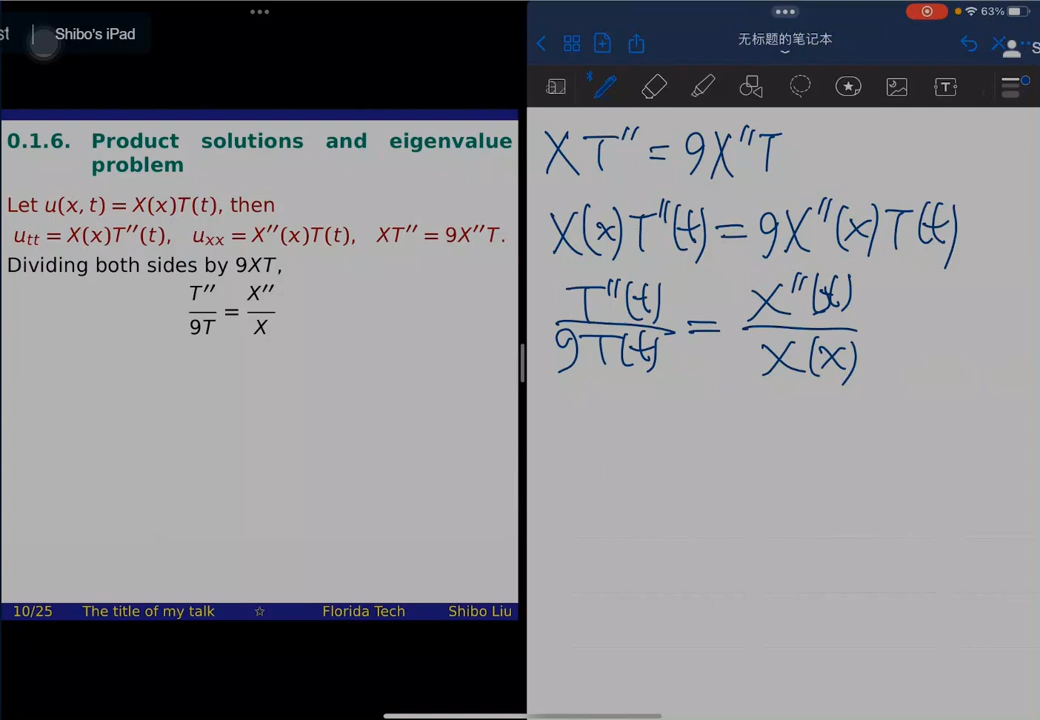 st Shibo's iPad
63%
无标题的笔记本
T
0.1.6. Product solutions and eigenvalue
problem
Let u(x, t) = X(x)T(t), then
u_tt = X(x)T′′(t), u_xx = X′′(x)T(t), XT′′ = 9X′′T.
Dividing both sides by 9XT,
T′′/9T = X′′/X
10/25 The title of my talk ☆ Florida Tech Shibo Liu
XT″ = 9X″T
X(x)T″(t) = 9X″(x)T(t)
T″(t)/9T(t) = X″(x)/X(x)